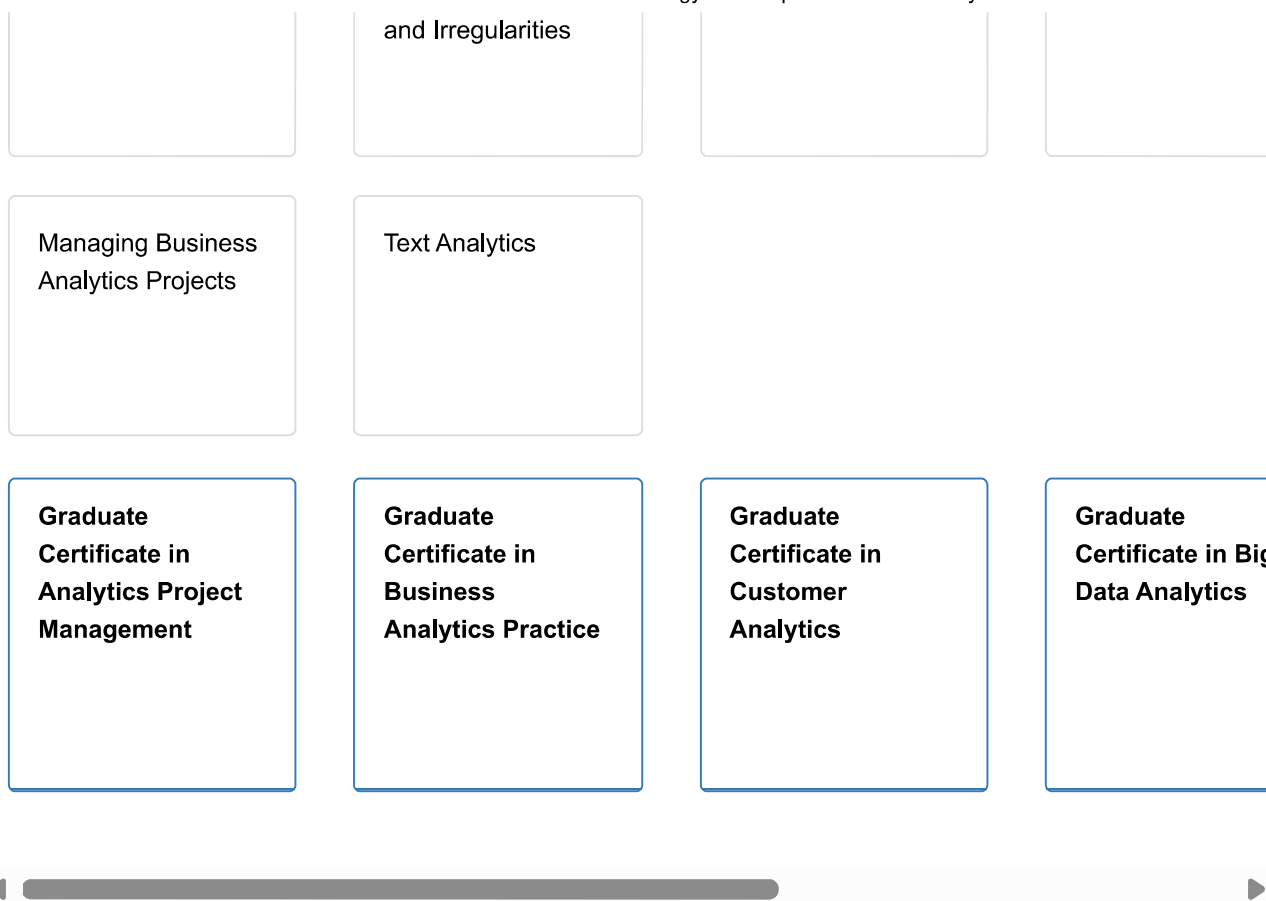 and Irregularities
Managing Business
Analytics Projects
Text Analytics
Graduate
Certificate in
Analytics Project
Management
Graduate
Certificate in
Business
Analytics Practice
Graduate
Certificate in
Customer
Analytics
Graduate
Certificate in Big
Data Analytics